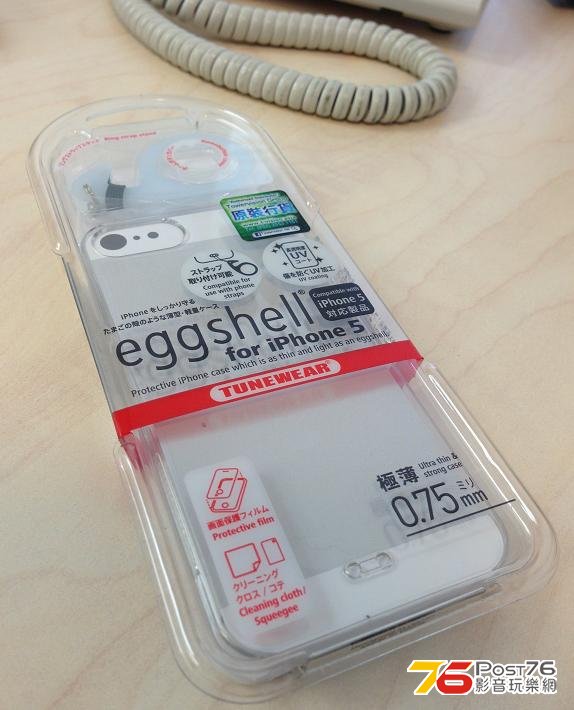 Ring strap stand
原裝行貨
ストラップ
取り付け可能
Compatible for
use with phone
straps
UV
コート
傷を防ぐUV加工
UV coating
iPhoneをしっかり守る
たまごの殻のような薄型・軽量ケース
Compatible with
iPhone 5
対応製品
eggshell®
for iPhone 5
Protective iPhone case which is as thin and light as an eggshell.
TUNEWEAR®
極薄
Ultra thin &
strong case
0.75ミリ
mm
画面保護フィルム
Protective film
クリーニング
クロス / コテ
Cleaning cloth/
Squeegee
76 POST76
影音玩樂網